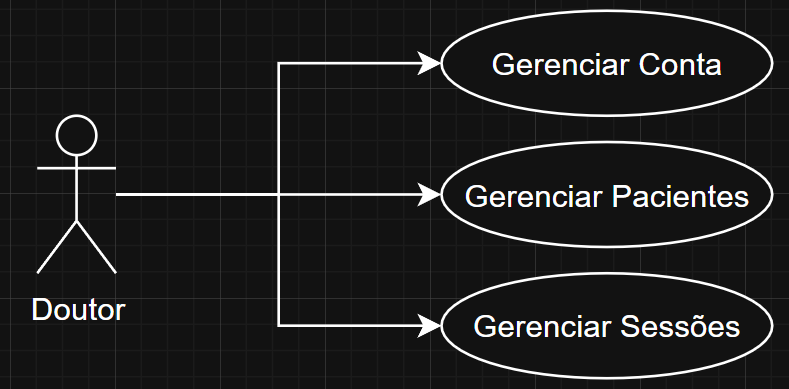 Gerenciar Conta
Gerenciar Pacientes
Doutor
Gerenciar Sessões